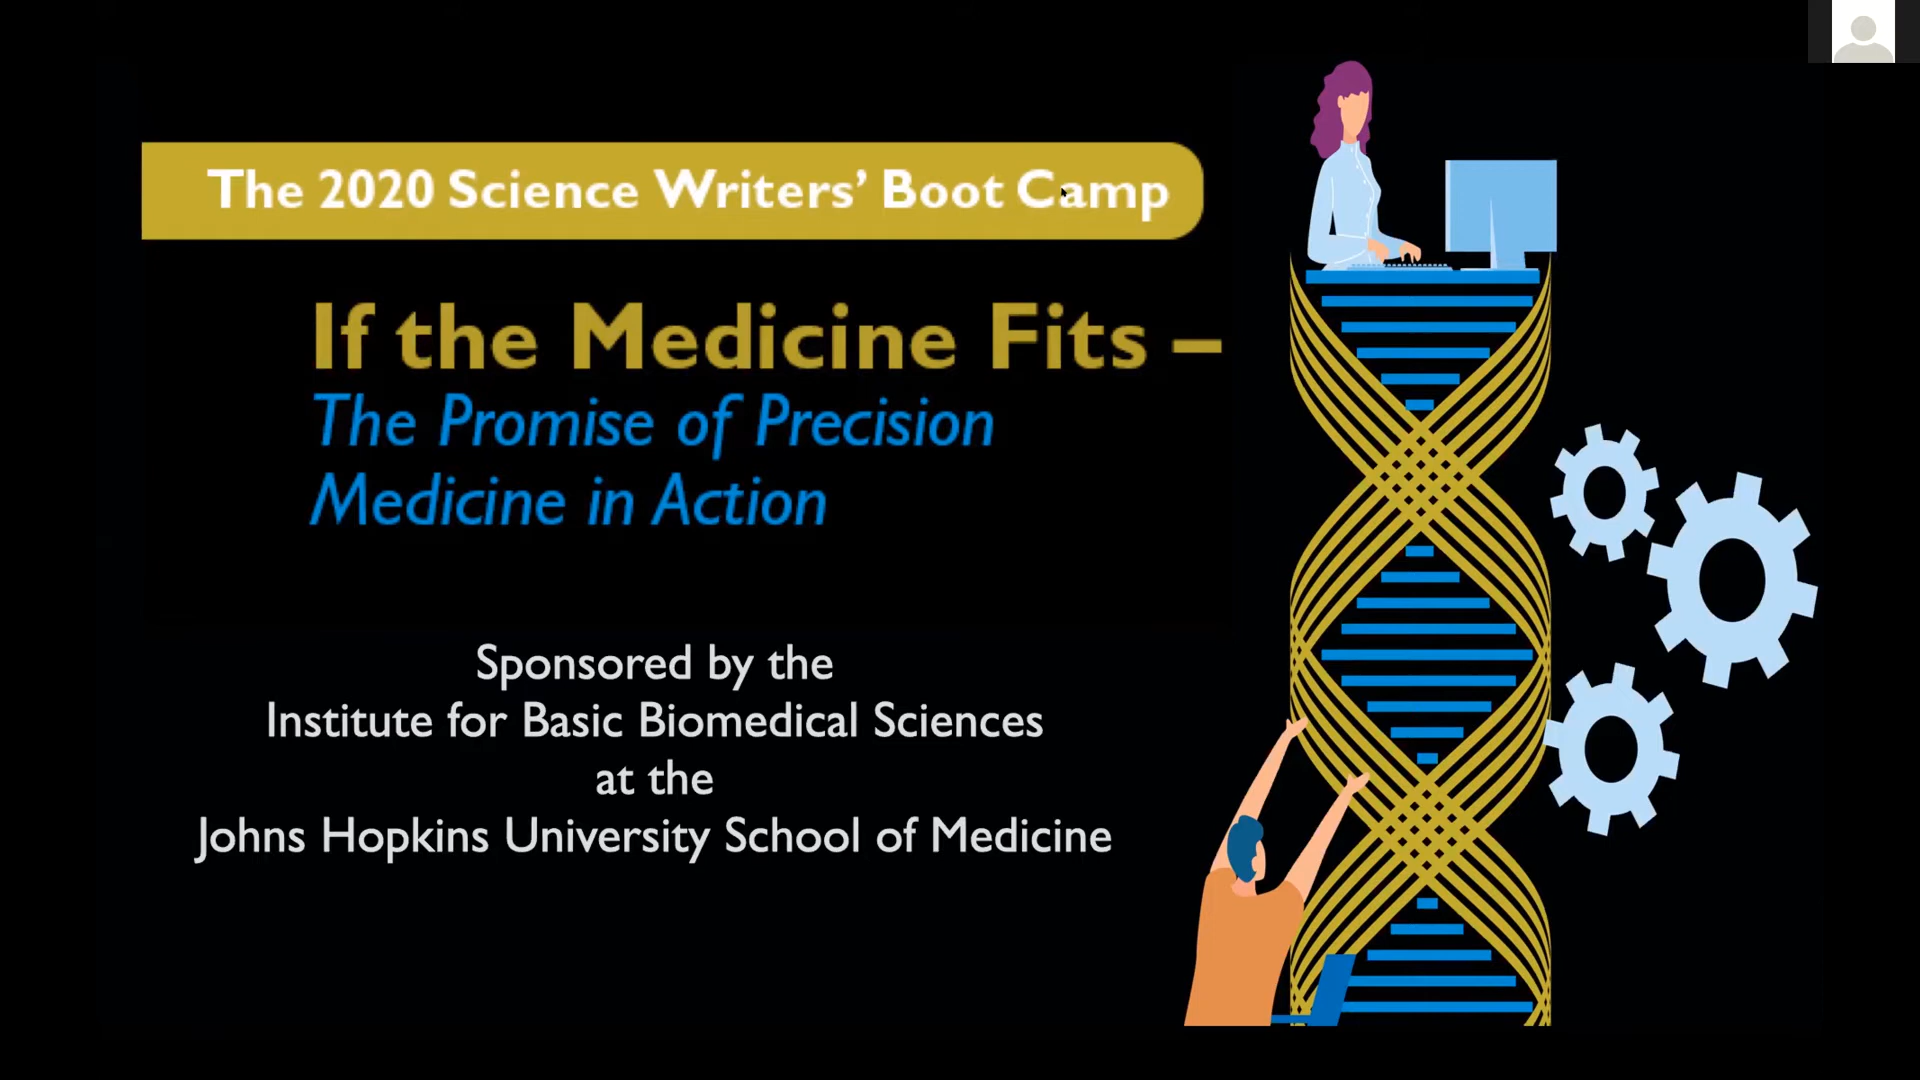 The 2020 Science Writers’ Boot Camp
If the Medicine Fits –
The Promise of Precision
Medicine in Action
Sponsored by the
Institute for Basic Biomedical Sciences
at the
Johns Hopkins University School of Medicine